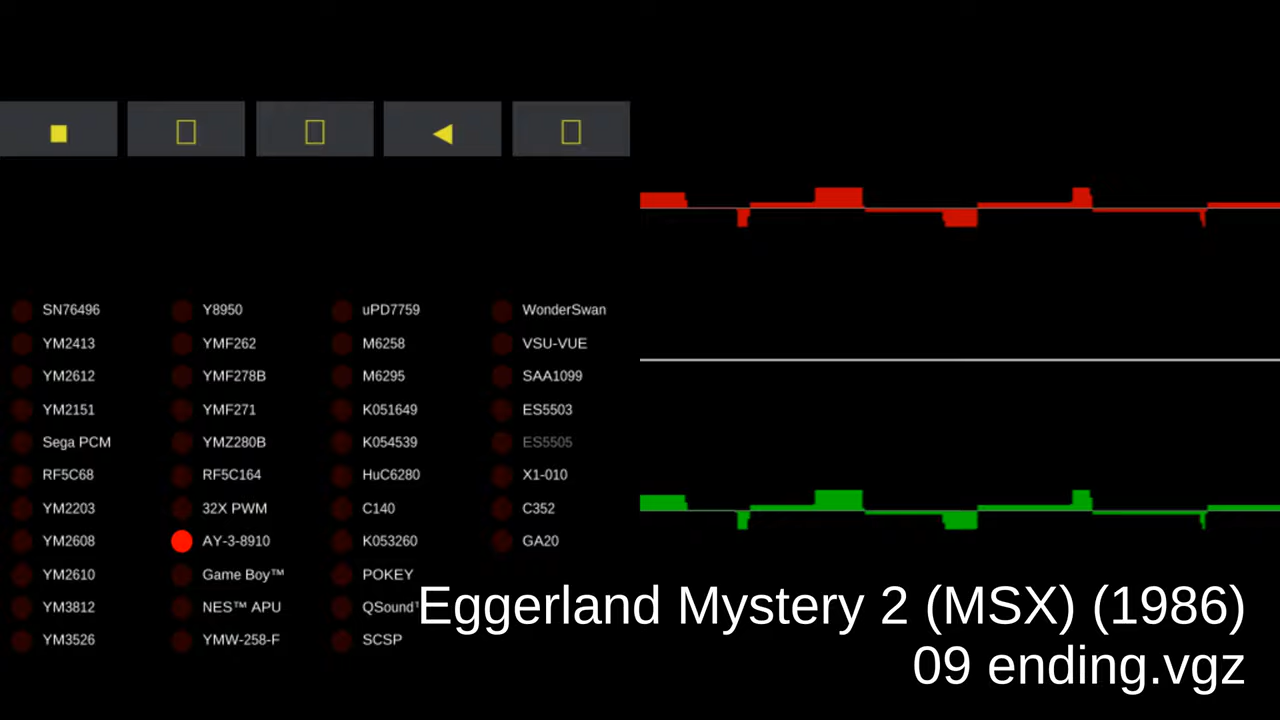 SN76496 Y8950 uPD7759 WonderSwan
YM2413 YMF262 M6258 VSU-VUE
YM2612 YMF278B M6295 SAA1099
YM2151 YMF271 K051649 ES5503
Sega PCM YMZ280B K054539 ES5505
RF5C68 RF5C164 HuC6280 X1-010
YM2203 32X PWM C140 C352
YM2608 AY-3-8910 K053260 GA20
YM2610 Game Boy™ POKEY
YM3812 NES™ APU QSound™
YM3526 YMW-258-F SCSP
Eggerland Mystery 2 (MSX) (1986)
09 ending.vgz